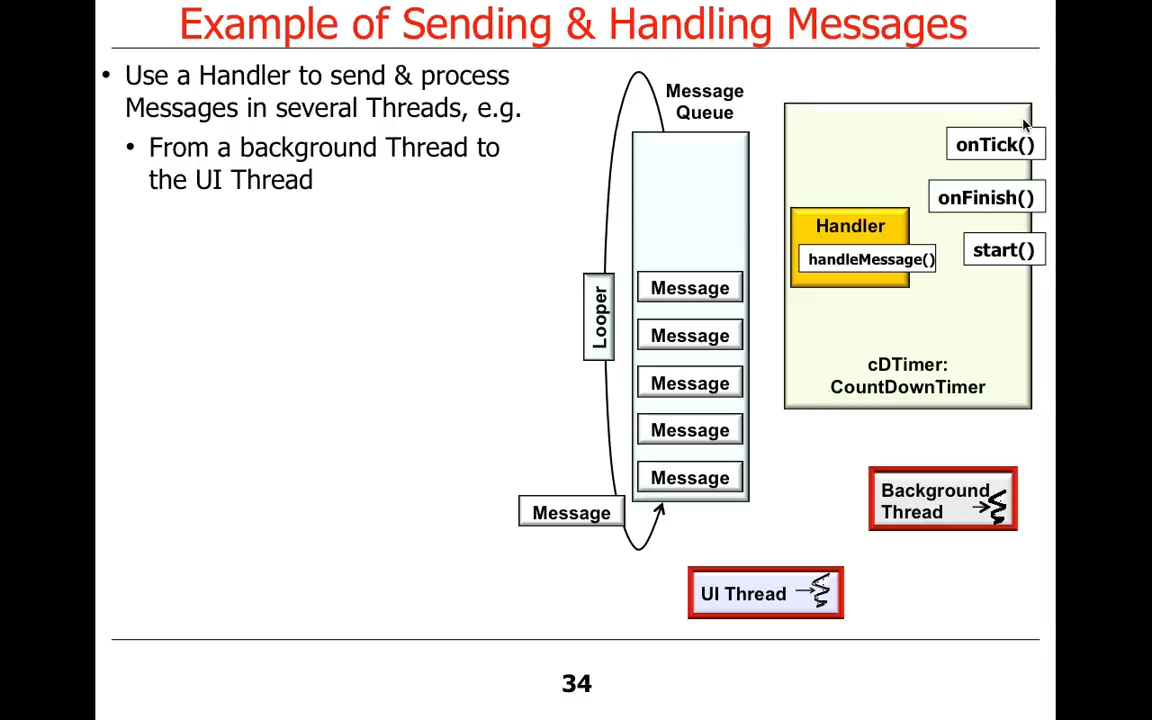 Example of Sending & Handling Messages
• Use a Handler to send & process
Messages in several Threads, e.g.
• From a background Thread to
the UI Thread
Message
Queue
Looper
Message
Message
Message
Message
Message
Message
onTick()
onFinish()
start()
Handler
handleMessage()
cDTimer:
CountDownTimer
Background
Thread
UI Thread
34